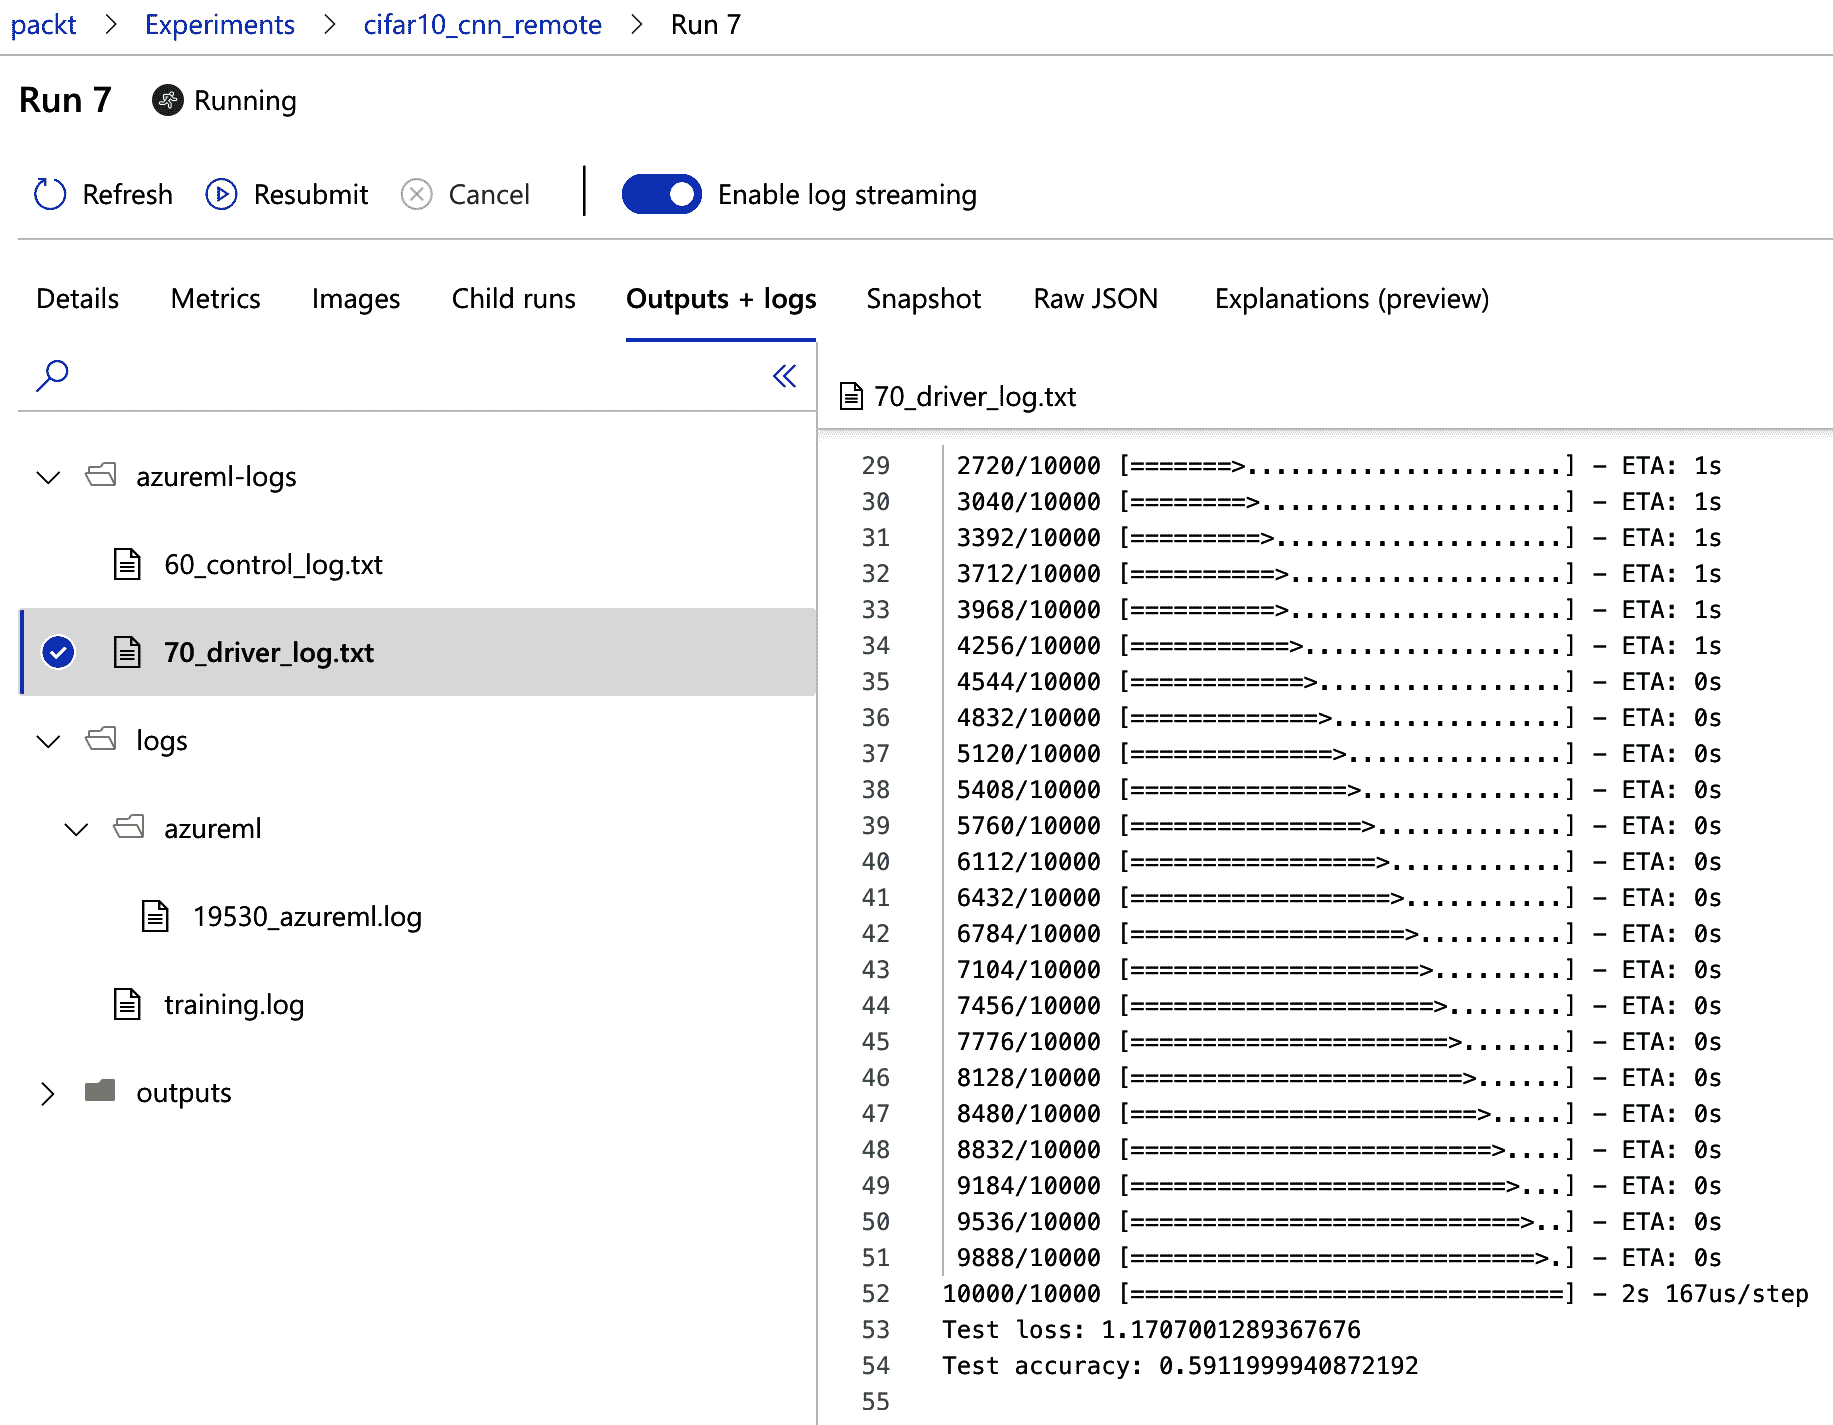 packt > Experiments > cifar10_cnn_remote > Run 7
Run 7 Running
Refresh Resubmit Cancel Enable log streaming
Details Metrics Images Child runs Outputs + logs Snapshot Raw JSON Explanations (preview)
azureml-logs
60_control_log.txt
70_driver_log.txt
logs
azureml
19530_azureml.log
training.log
outputs
70_driver_log.txt
29 2720/10000 [=======>......................] - ETA: 1s
30 3040/10000 [========>.....................] - ETA: 1s
31 3392/10000 [=========>....................] - ETA: 1s
32 3712/10000 [==========>...................] - ETA: 1s
33 3968/10000 [==========>...................] - ETA: 1s
34 4256/10000 [===========>..................] - ETA: 1s
35 4544/10000 [============>.................] - ETA: 0s
36 4832/10000 [=============>................] - ETA: 0s
37 5120/10000 [==============>...............] - ETA: 0s
38 5408/10000 [===============>..............] - ETA: 0s
39 5760/10000 [================>.............] - ETA: 0s
40 6112/10000 [=================>............] - ETA: 0s
41 6432/10000 [==================>...........] - ETA: 0s
42 6784/10000 [===================>..........] - ETA: 0s
43 7104/10000 [====================>.........] - ETA: 0s
44 7456/10000 [=====================>........] - ETA: 0s
45 7776/10000 [======================>.......] - ETA: 0s
46 8128/10000 [=======================>......] - ETA: 0s
47 8480/10000 [========================>.....] - ETA: 0s
48 8832/10000 [=========================>....] - ETA: 0s
49 9184/10000 [==========================>...] - ETA: 0s
50 9536/10000 [===========================>..] - ETA: 0s
51 9888/10000 [============================>.] - ETA: 0s
52 10000/10000 [==============================] - 2s 167us/step
53 Test loss: 1.1707001289367676
54 Test accuracy: 0.5911999940872192
55